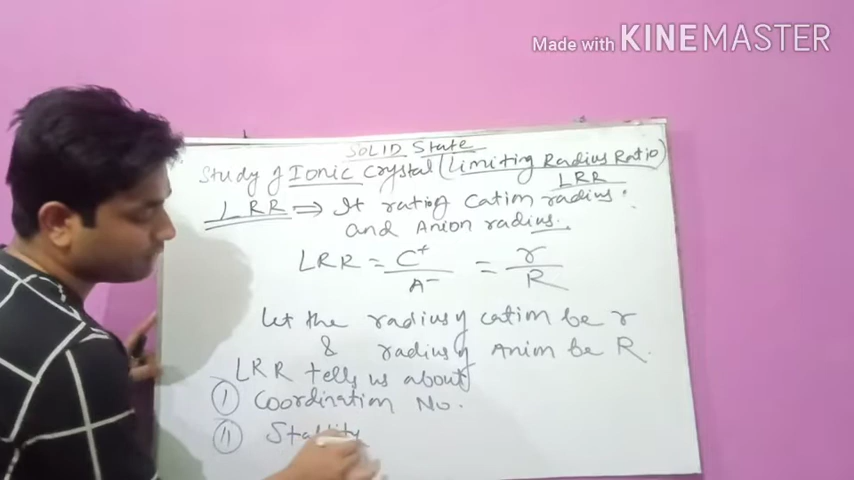 Made with KINEMASTER
SOLID State
Study of Ionic Crystal (Limiting Radius Ratio)
LRR
LRR ⇒ It ratiof Cation radius
and Anion radius.
LRR = C+/A- = r/R
Let the radius of cation be r
& radius of Anion be R.
LRR tells us about
(I) Coordination No.
(II) Stability